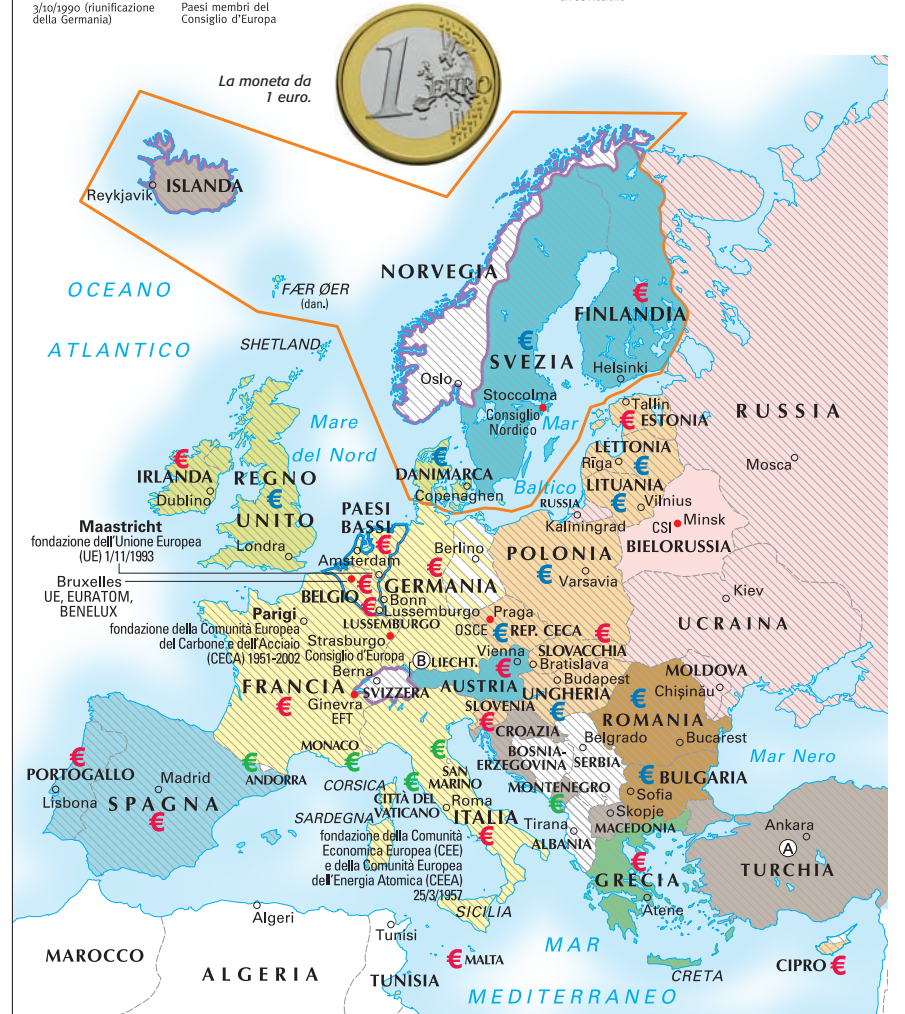 3/10/1990 (riunificazione
della Germania)
Paesi membri del
Consiglio d'Europa
La moneta da
1 euro.
1
EURO
ISLANDA
Reykjavik
NORVEGIA
OCEANO
FÆR ØER
(dan.)
€
FINLANDIA
ATLANTICO
SHETLAND
€
SVEZIA
Helsinki
Oslo
Stoccolma
Consiglio
Nordico
Tallin
€ ESTONIA
RUSSIA
Mare
del Nord
Mar
Baltico
€
IRLANDA
Dublino
REGNO
€
UNITO
Londra
€
DANIMARCA
Copenaghen
LETTONIA
Rīga
€
LITUANIA
€
Vilnius
Mosca
RUSSIA
Kaliningrad
CSI
Minsk
BIELORUSSIA
PAESI
BASSI
€
Amsterdam
Maastricht
fondazione dell'Unione Europea
(UE) 1/11/1993
Berlino
€
GERMANIA
POLONIA
€
Varsavia
Bruxelles
UE, EURATOM,
BENELUX
€
BELGIO
Bonn
€
Lussemburgo
LUSSEMBURGO
Kiev
UCRAINA
Parigi
fondazione della Comunità Europea
del Carbone e dell'Acciaio
(CECA) 1951-2002
Strasburgo
Consiglio d'Europa
Praga
OSCE
€ REP. CECA
€
SLOVACCHIA
Vienna
€
Bratislava
B
LIECHT.
Berna
SVIZZERA
AUSTRIA
Budapest
UNGHERIA
€
MOLDOVA
Chişinău
FRANCIA
€
Ginevra
EFT
SLOVENIA
€
CROAZIA
€
ROMANIA
Bucarest
Belgrado
BOSNIA-
ERZEGOVINA
SERBIA
Mar Nero
MONACO
€
€
ANDORRA
€
SAN
MARINO
MONTENEGRO
€
€
BULGARIA
Sofia
€
PORTOGALLO
Lisbona
Madrid
SPAGNA
€
CORSICA
€
CITTÀ DEL
VATICANO
Roma
ITALIA
€
SARDEGNA
Skopje
MACEDONIA
Tirana
ALBANIA
Ankara
A
TURCHIA
fondazione della Comunità
Economica Europea (CEE)
e della Comunità Europea
dell'Energia Atomica (CEEA)
25/3/1957
€
GRECIA
Atene
SICILIA
Algeri
Tunisi
MAROCCO
ALGERIA
TUNISIA
€ MALTA
MAR
MEDITERRANEO
CRETA
CIPRO €